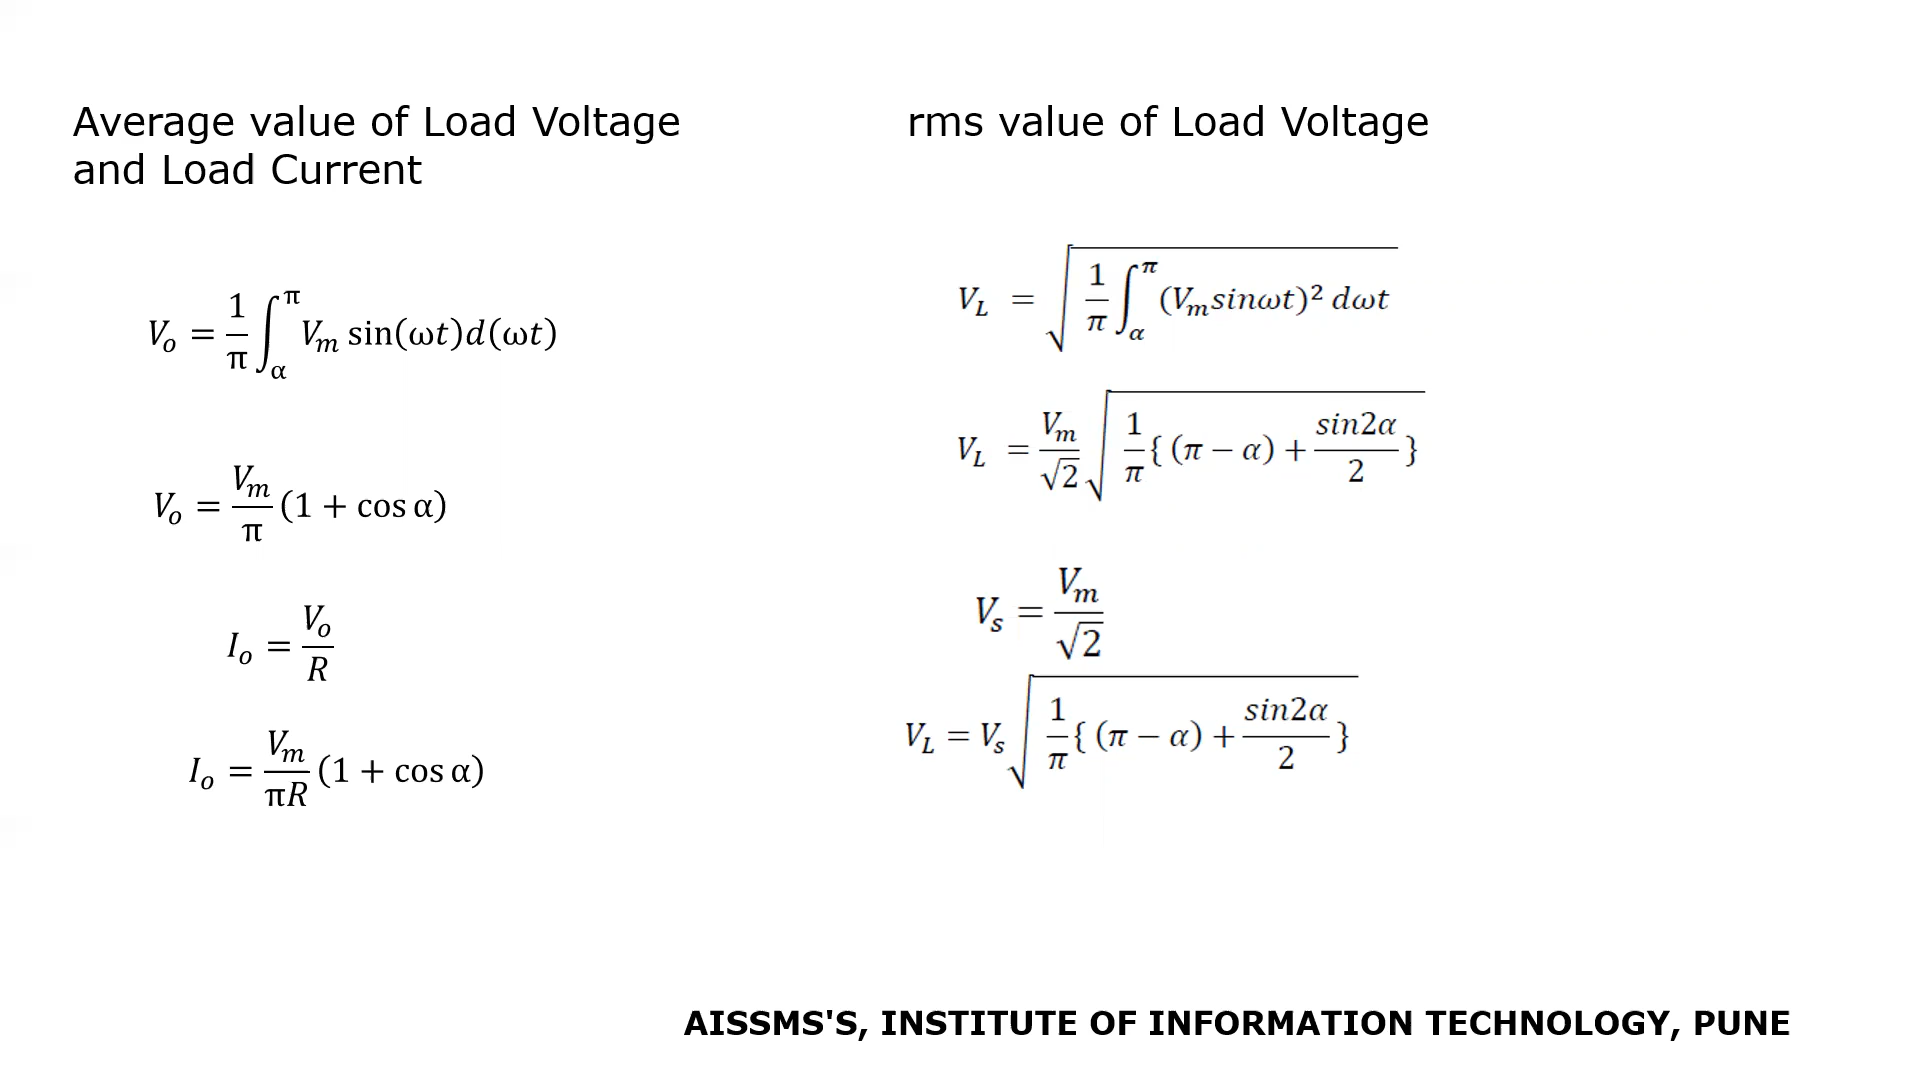 Average value of Load Voltage
and Load Current
V_o = 1/π ∫_α^π V_m sin(ωt)d(ωt)
V_o = V_m/π (1 + cos α)
I_o = V_o/R
I_o = V_m/πR (1 + cos α)
rms value of Load Voltage
V_L = √(1/π ∫_α^π (V_m sinωt)² dωt)
V_L = V_m/√2 √(1/π { (π − α) + sin2α/2 })
V_s = V_m/√2
V_L = V_s √(1/π { (π − α) + sin2α/2 })
AISSMS'S, INSTITUTE OF INFORMATION TECHNOLOGY, PUNE